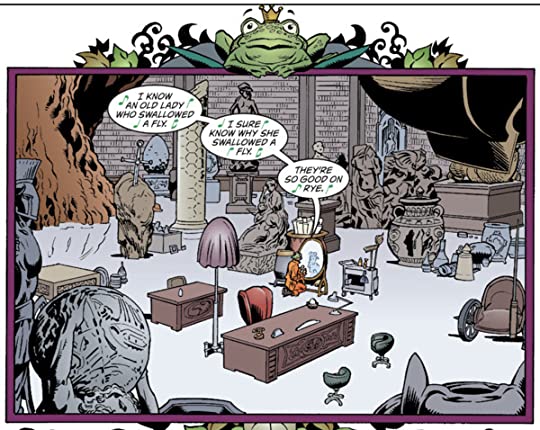 ♪ I KNOW
AN OLD LADY ♪
WHO SWALLOWED
♪ A FLY. ♫
♪ I SURE ♪
KNOW WHY SHE
SWALLOWED A
♪ FLY. ♫
THEY'RE
SO GOOD ON
♪ RYE. ♪